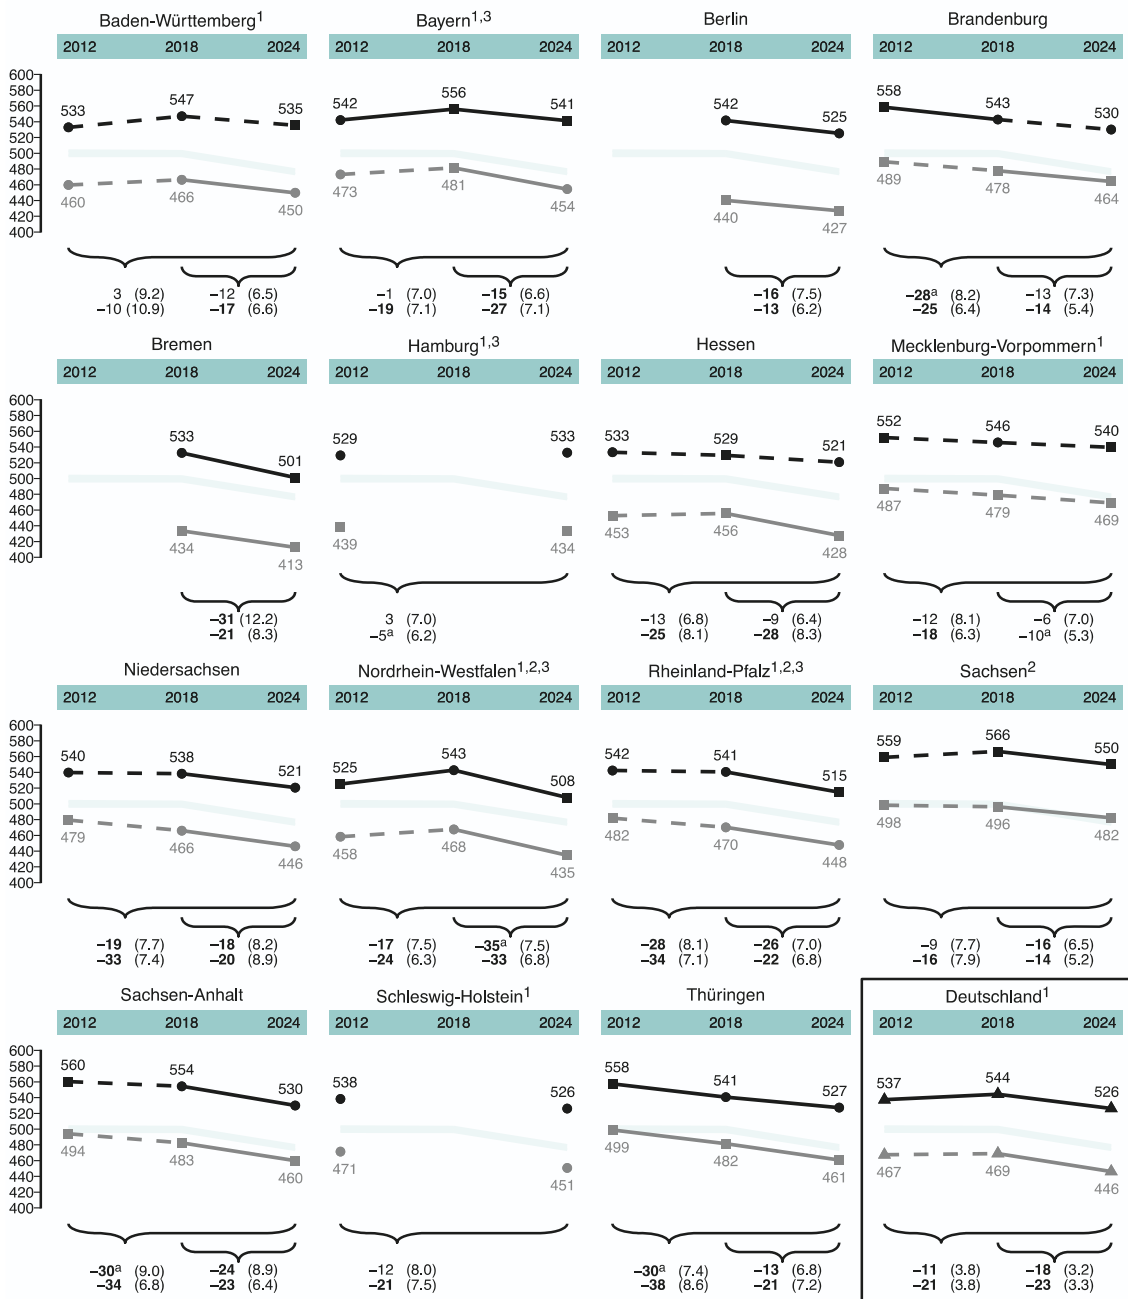 Baden-Württemberg¹ Bayern¹,³ Berlin Brandenburg
2012 2018 2024 2012 2018 2024 2012 2018 2024 2012 2018 2024
600
580
560
540
520
500
480
460
440
420
400
533 547 535 542 556 541 542 525 558 543 530
460 466 450 473 481 454 440 427 489 478 464
3 (9.2) –12 (6.5) –1 (7.0) –15 (6.6) –16 (7.5) –28ª (8.2) –13 (7.3)
–10 (10.9) –17 (6.6) –19 (7.1) –27 (7.1) –13 (6.2) –25 (6.4) –14 (5.4)
Bremen Hamburg¹,³ Hessen Mecklenburg-Vorpommern¹
2012 2018 2024 2012 2018 2024 2012 2018 2024 2012 2018 2024
600
580
560
540
520
500
480
460
440
420
400
533 501 529 533 533 529 521 552 546 540
434 413 439 434 453 456 428 487 479 469
–31 (12.2) 3 (7.0) –13 (6.8) –9 (6.4) –12 (8.1) –6 (7.0)
–21 (8.3) –5ª (6.2) –25 (8.1) –28 (8.3) –18 (6.3) –10ª (5.3)
Niedersachsen Nordrhein-Westfalen¹,²,³ Rheinland-Pfalz¹,²,³ Sachsen²
2012 2018 2024 2012 2018 2024 2012 2018 2024 2012 2018 2024
600
580
560
540
520
500
480
460
440
420
400
540 538 521 525 543 508 542 541 515 559 566 550
479 466 446 458 468 435 482 470 448 498 496 482
–19 (7.7) –18 (8.2) –17 (7.5) –35ª (7.5) –28 (8.1) –26 (7.0) –9 (7.7) –16 (6.5)
–33 (7.4) –20 (8.9) –24 (6.3) –33 (6.8) –34 (7.1) –22 (6.8) –16 (7.9) –14 (5.2)
Sachsen-Anhalt Schleswig-Holstein¹ Thüringen Deutschland¹
2012 2018 2024 2012 2018 2024 2012 2018 2024 2012 2018 2024
600
580
560
540
520
500
480
460
440
420
400
560 554 530 538 526 558 541 527 537 544 526
494 483 460 471 451 499 482 461 467 469 446
–30ª (9.0) –24 (8.9) –12 (8.0) –30ª (7.4) –13 (6.8) –11 (3.8) –18 (3.2)
–34 (6.8) –23 (6.4) –21 (7.5) –38 (8.6) –21 (7.2) –21 (3.8) –23 (3.3)